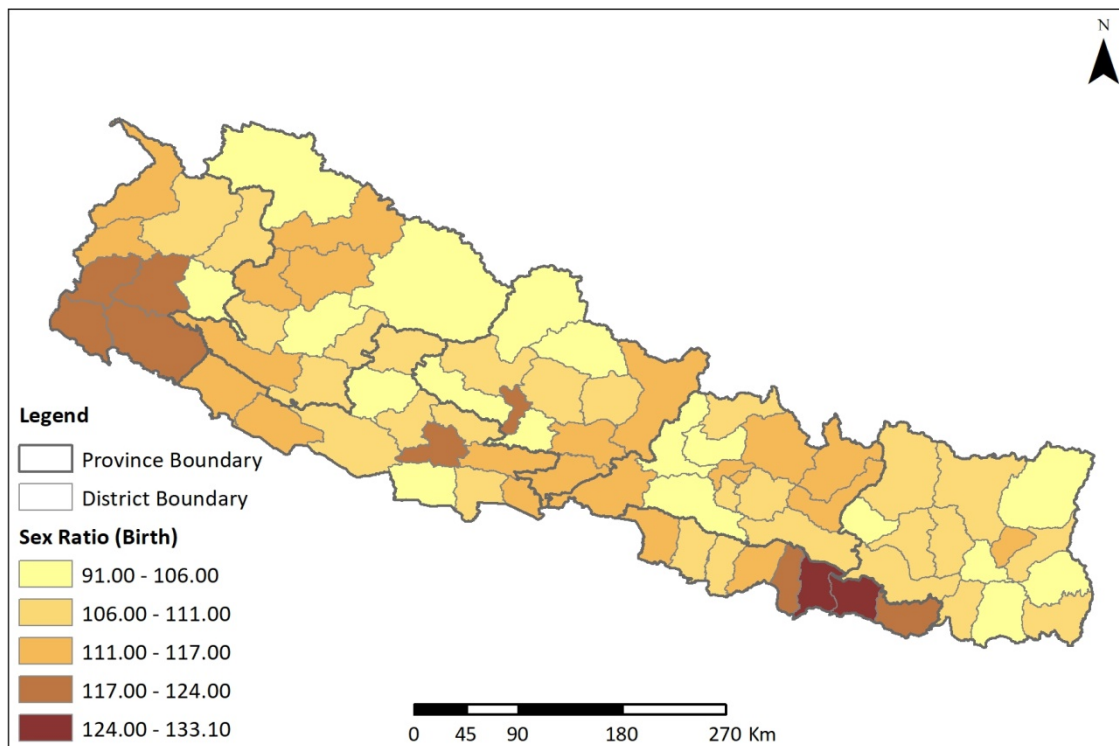 N
Legend
Province Boundary
District Boundary
Sex Ratio (Birth)
91.00 - 106.00
106.00 - 111.00
111.00 - 117.00
117.00 - 124.00
124.00 - 133.10
0 45 90 180 270 Km